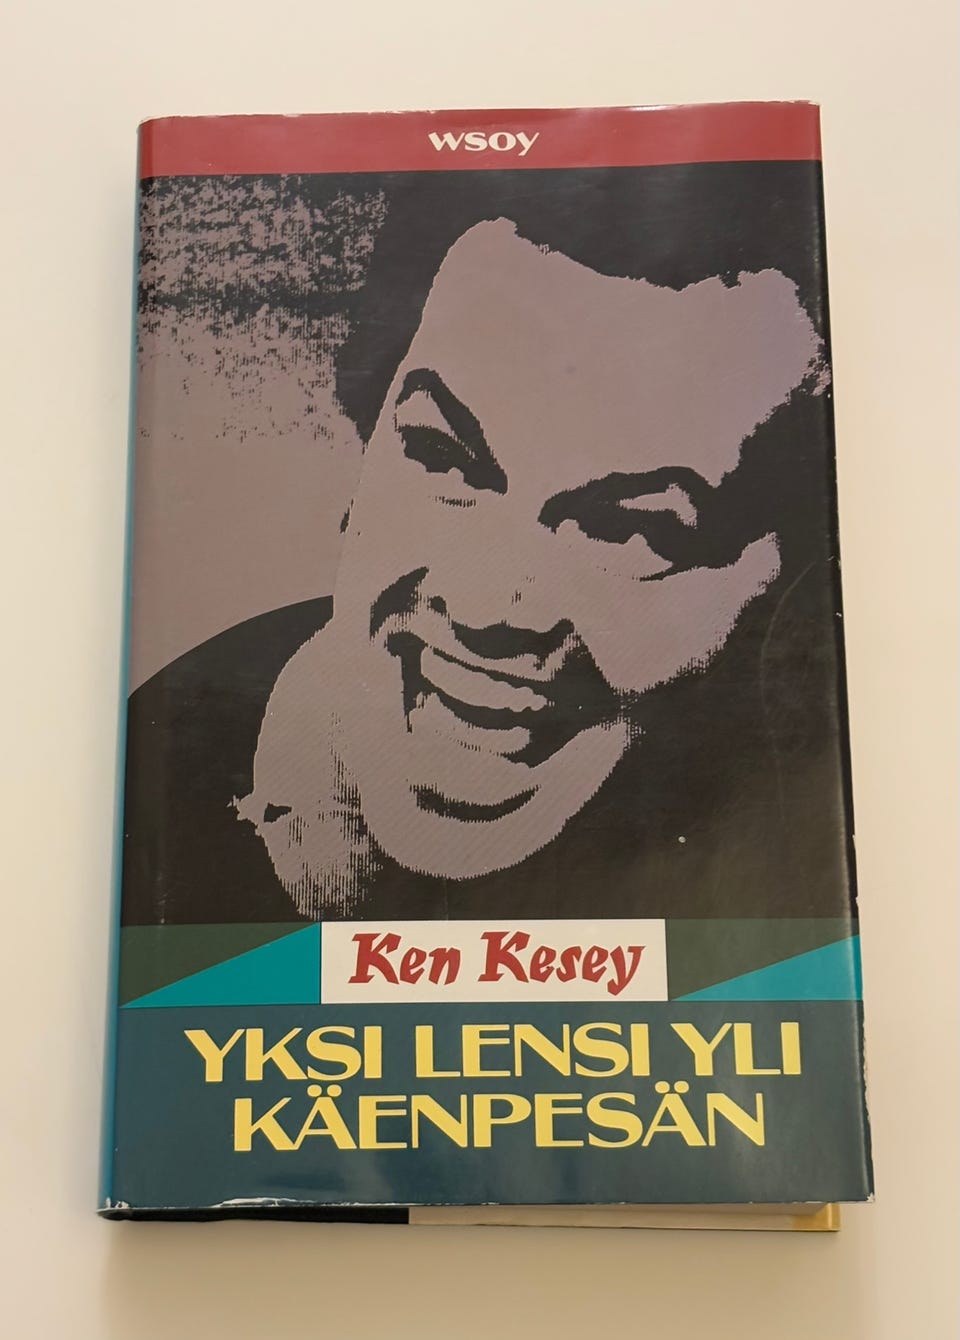 wsoy
Ken Kesey
YKSI LENSI YLI
KÄENPESÄN